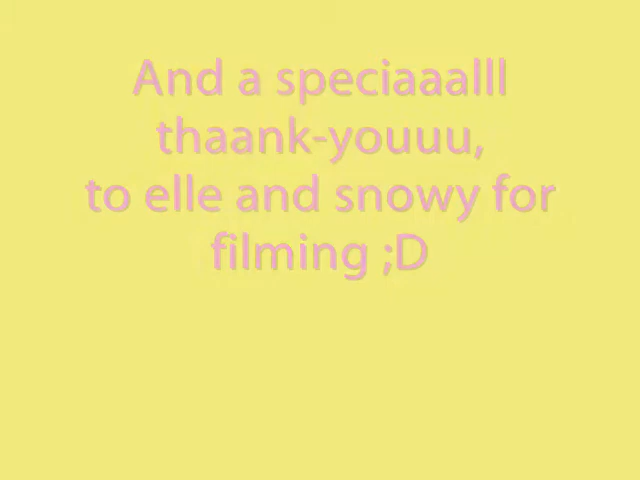 And a speciaaalll
thaank-youuu,
to elle and snowy for
filming ;D